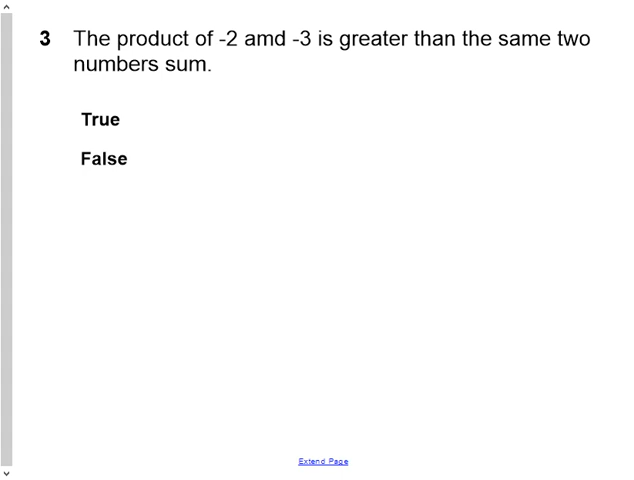 3 The product of -2 amd -3 is greater than the same two
numbers sum.
True
False
Extend Page